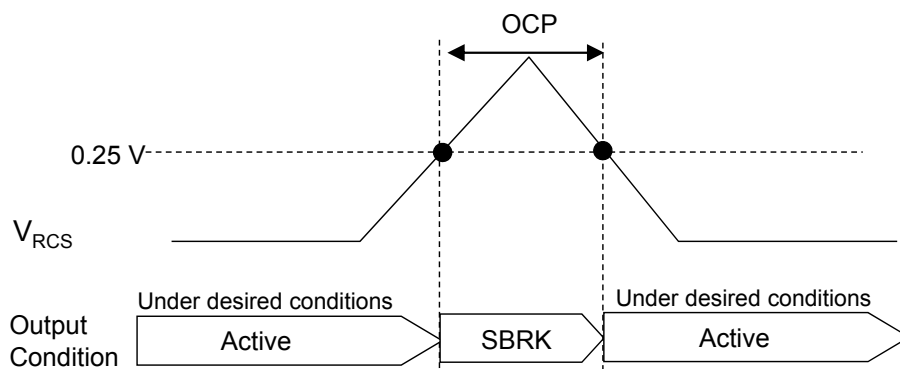 OCP
0.25 V
VRCS
Under desired conditions
Under desired conditions
Output
Condition
Active
SBRK
Active